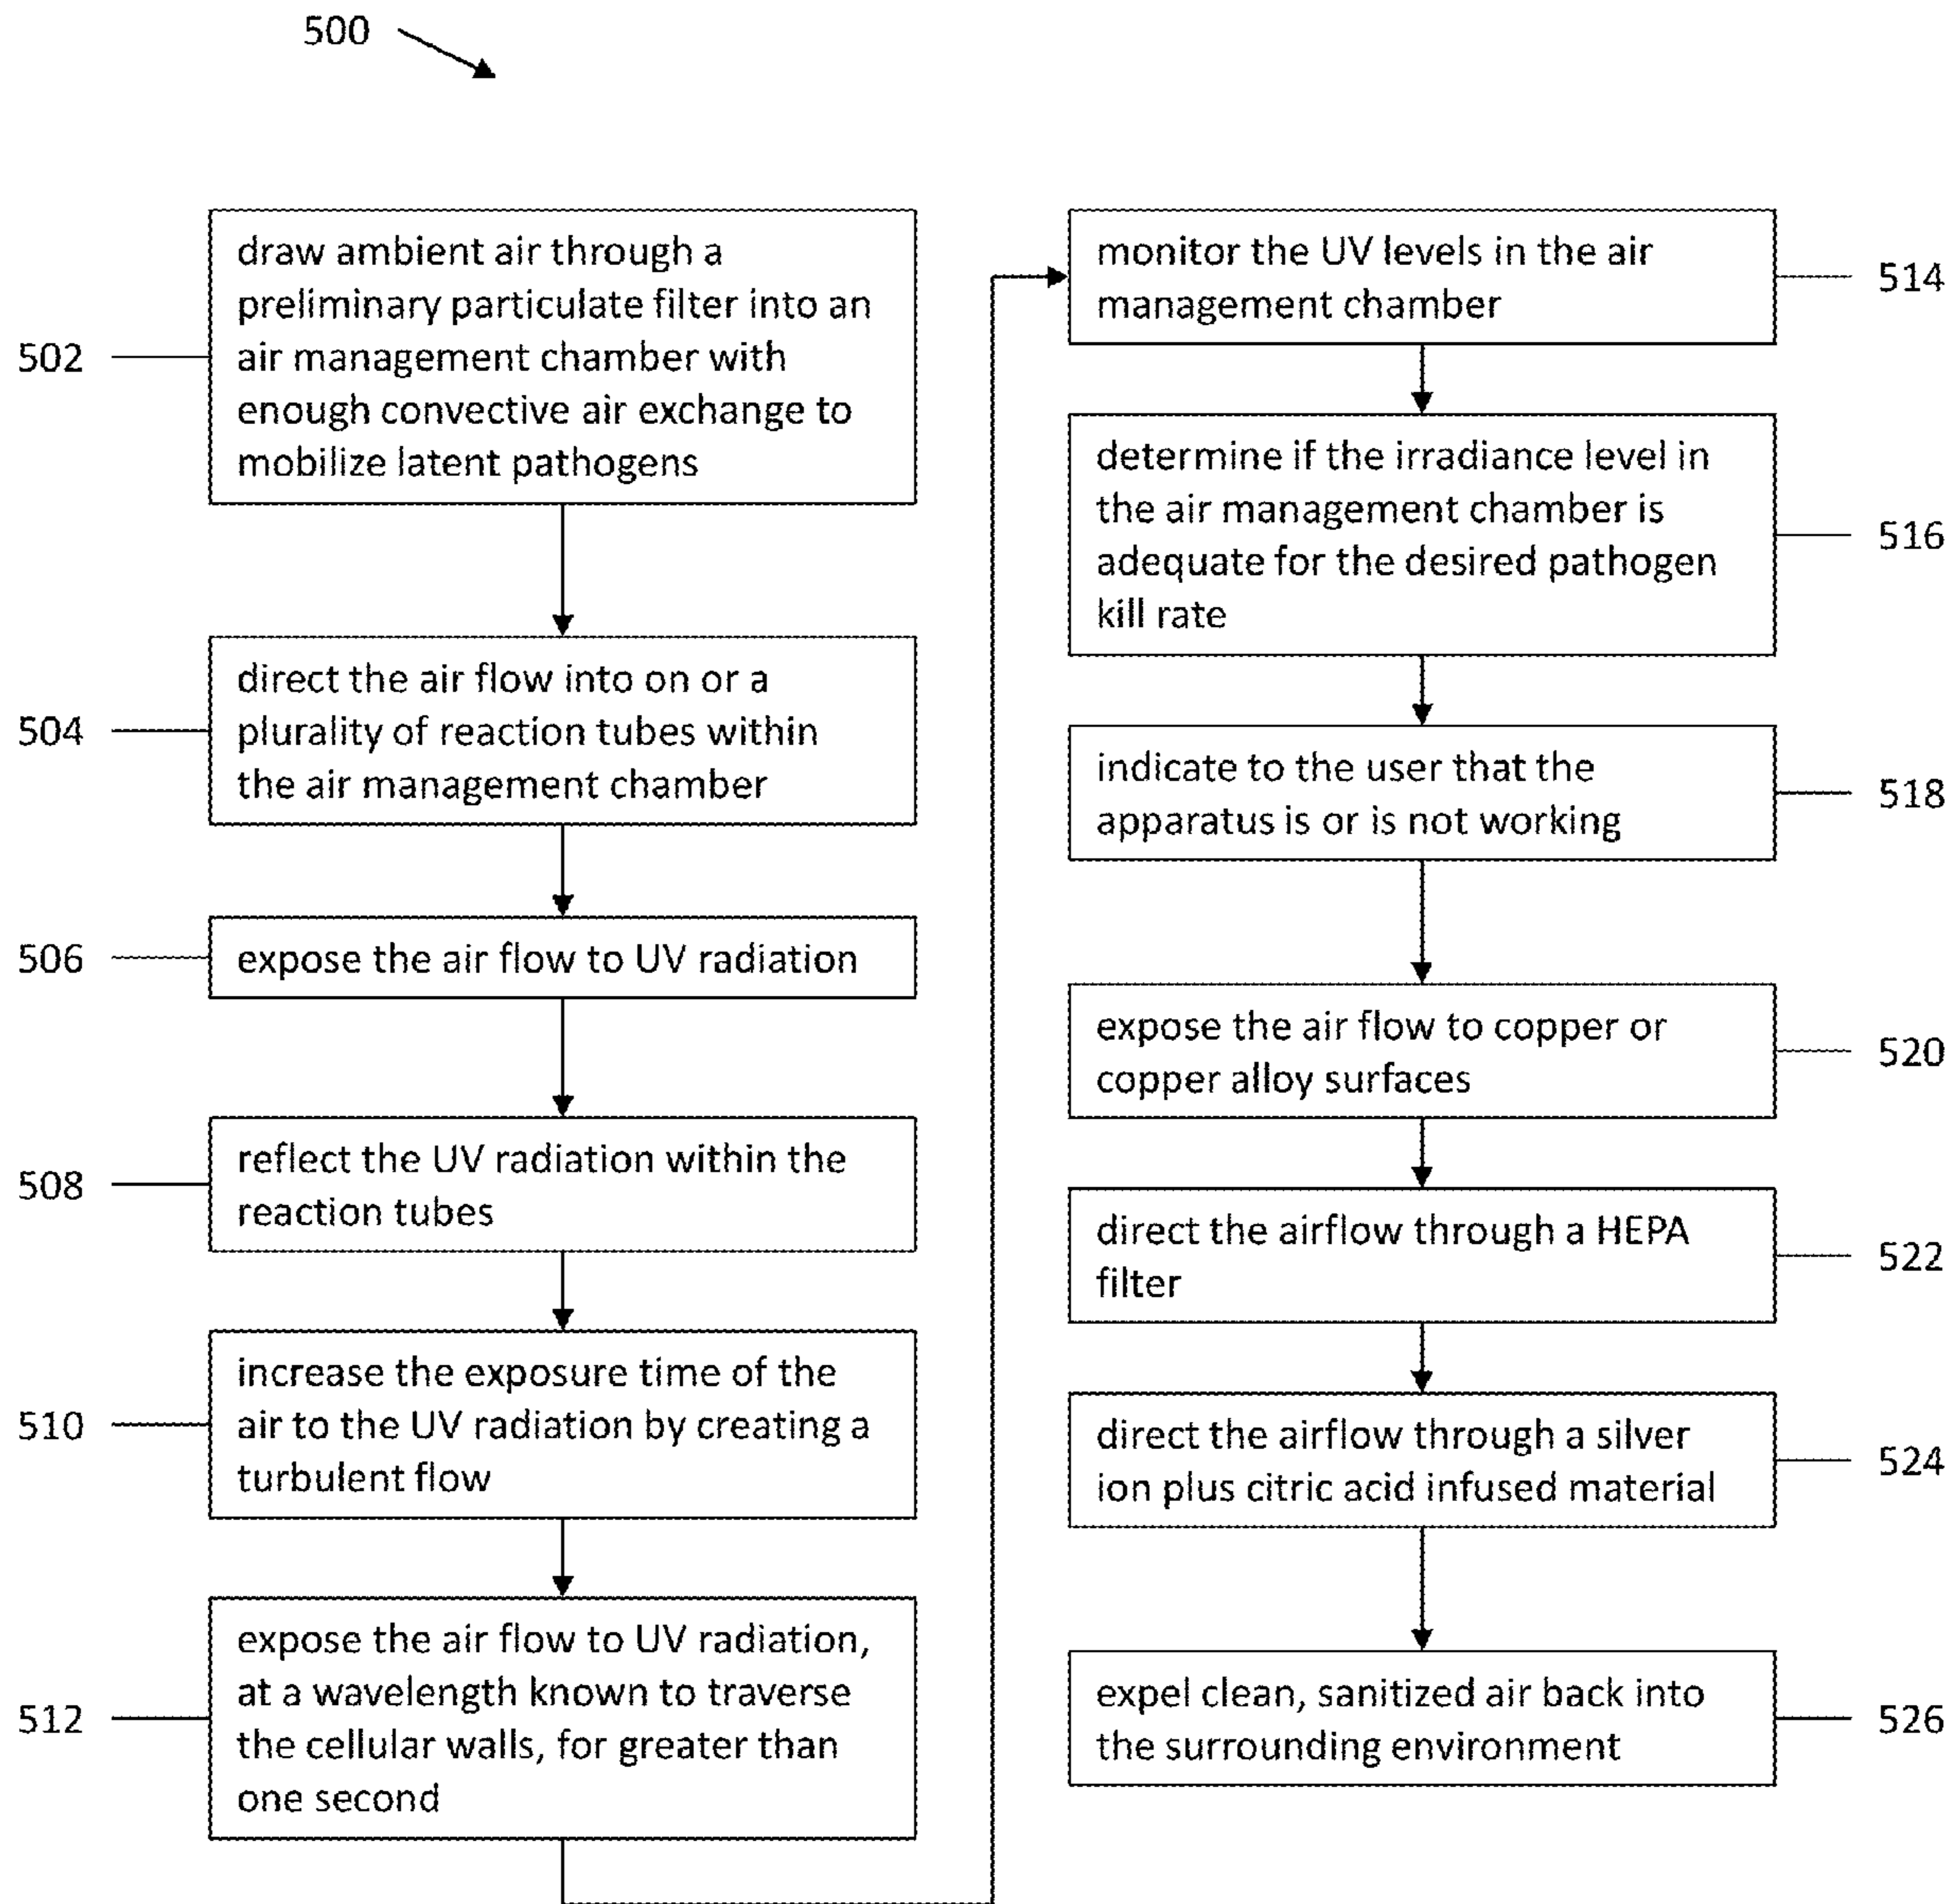 500
502
draw ambient air through a
preliminary particulate filter into an
air management chamber with
enough convective air exchange to
mobilize latent pathogens
504
direct the air flow into on or a
plurality of reaction tubes within
the air management chamber
506
expose the air flow to UV radiation
508
reflect the UV radiation within the
reaction tubes
510
increase the exposure time of the
air to the UV radiation by creating a
turbulent flow
512
expose the air flow to UV radiation,
at a wavelength known to traverse
the cellular walls, for greater than
one second
monitor the UV levels in the air
management chamber
514
determine if the irradiance level in
the air management chamber is
adequate for the desired pathogen
kill rate
516
indicate to the user that the
apparatus is or is not working
518
expose the air flow to copper or
copper alloy surfaces
520
direct the airflow through a HEPA
filter
522
direct the airflow through a silver
ion plus citric acid infused material
524
expel clean, sanitized air back into
the surrounding environment
526